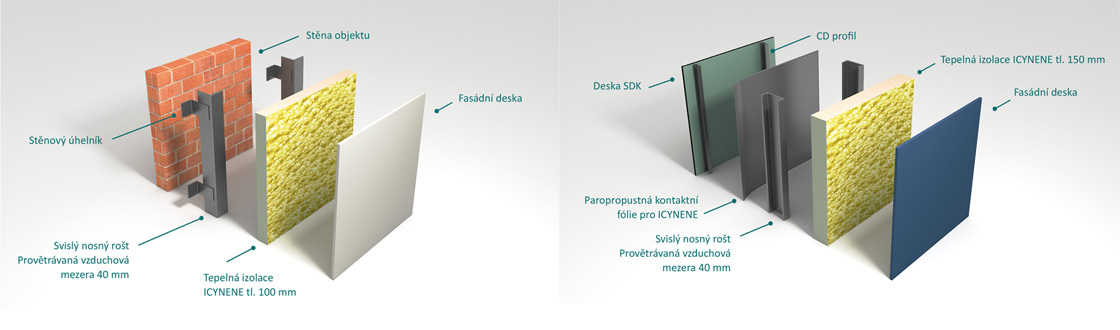 Stěna objektu
Fasádní deska
Stěnový úhelník
Svislý nosný rošt
Provětrávaná vzduchová
mezera 40 mm
Tepelná izolace
ICYNENE tl. 100 mm
CD profil
Tepelná izolace ICYNENE tl. 150 mm
Deska SDK
Fasádní deska
Paropropustná kontaktní
fólie pro ICYNENE
Svislý nosný rošt
Provětrávaná vzduchová
mezera 40 mm